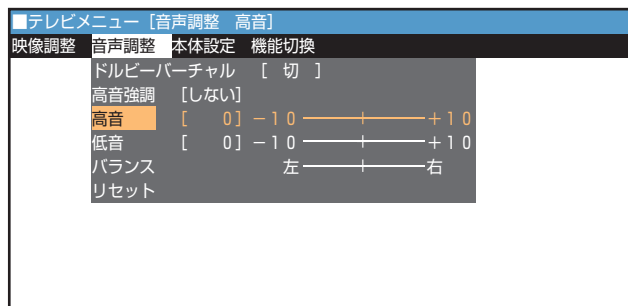 ■テレビメニュー [音声調整 高音]
映像調整 音声調整 本体設定 機能切換
ドルビーバーチャル [ 切 ]
高音強調 [しない]
高音 [ 0] −10 +10
低音 [ 0] −10 +10
バランス 左 右
リセット